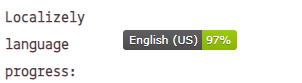 Localizely
language
English (US) 97%
progress: